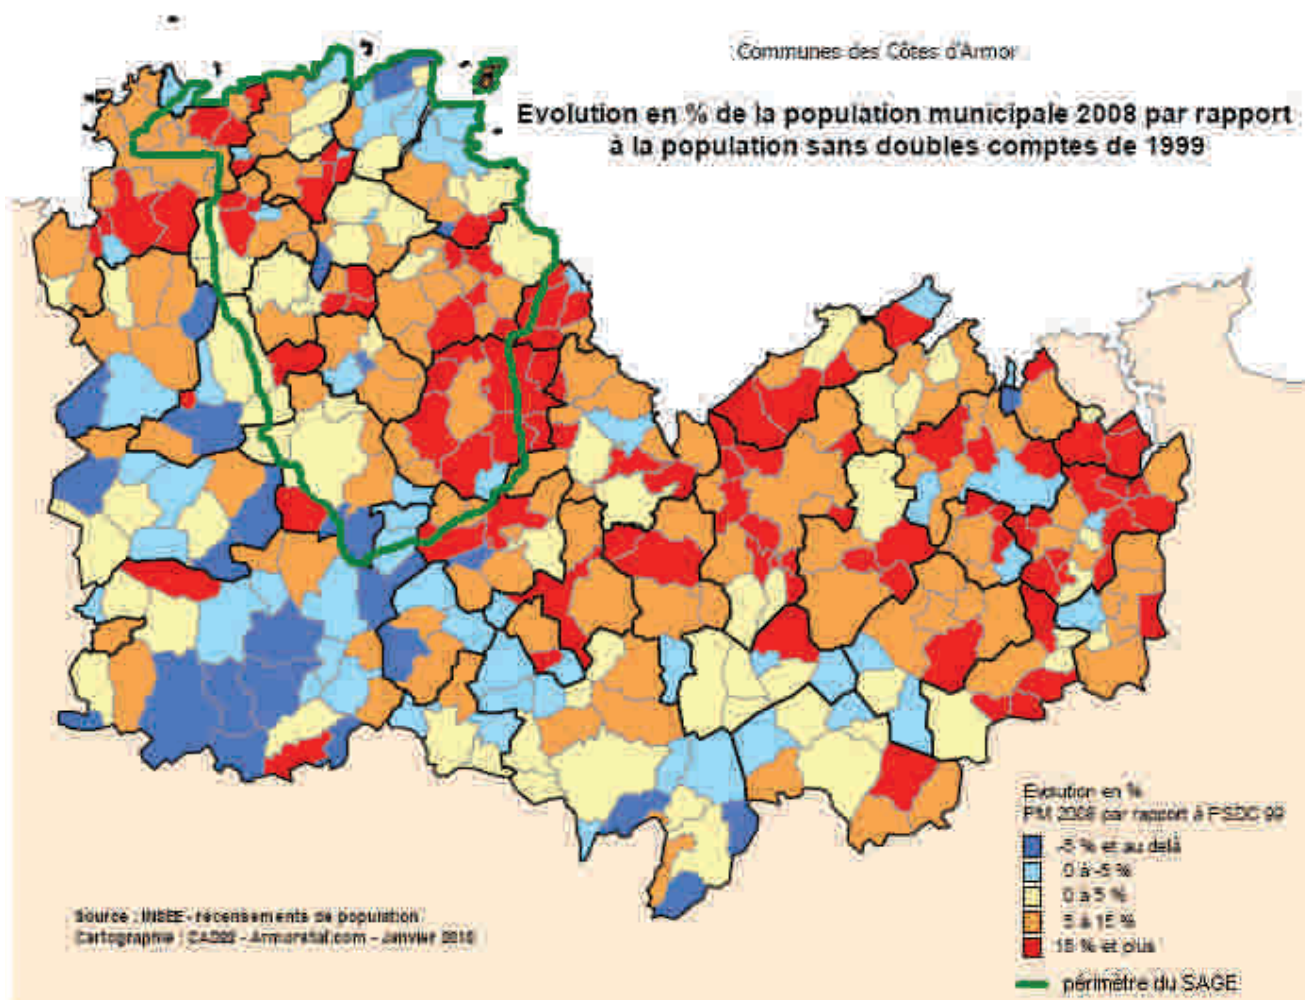 Communes des Côtes d'Armor
Evolution en % de la population municipale 2008 par rapport
à la population sans doubles comptes de 1999
Evolution en %
PM 2008 par rapport à PSDC 99
-5 % et au delà
0 à -5 %
0 à 5 %
5 à 15 %
15 % et plus
périmètre du SAGE
Source : INSEE - recensements de population
Cartographie : CAD22 - Armorstat.com - Janvier 2010